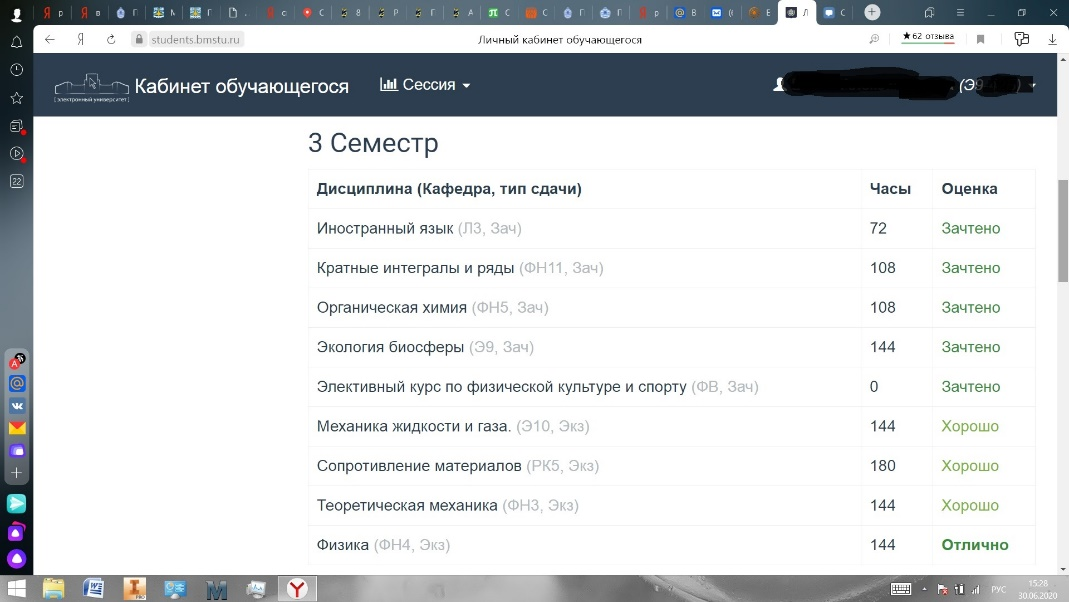 students.bmstu.ru
Личный кабинет обучающегося
★ 62 отзыва
[электронный университет]
Кабинет обучающегося
Сессия
(Э9
3 Семестр
Дисциплина (Кафедра, тип сдачи) Часы Оценка
Иностранный язык (Л3, Зач) 72 Зачтено
Кратные интегралы и ряды (ФН11, Зач) 108 Зачтено
Органическая химия (ФН5, Зач) 108 Зачтено
Экология биосферы (Э9, Зач) 144 Зачтено
Элективный курс по физической культуре и спорту (ФВ, Зач) 0 Зачтено
Механика жидкости и газа. (Э10, Экз) 144 Хорошо
Сопротивление материалов (РК5, Экз) 180 Хорошо
Теоретическая механика (ФН3, Экз) 144 Хорошо
Физика (ФН4, Экз) 144 Отлично
22
РУС
15:28
30.06.2020